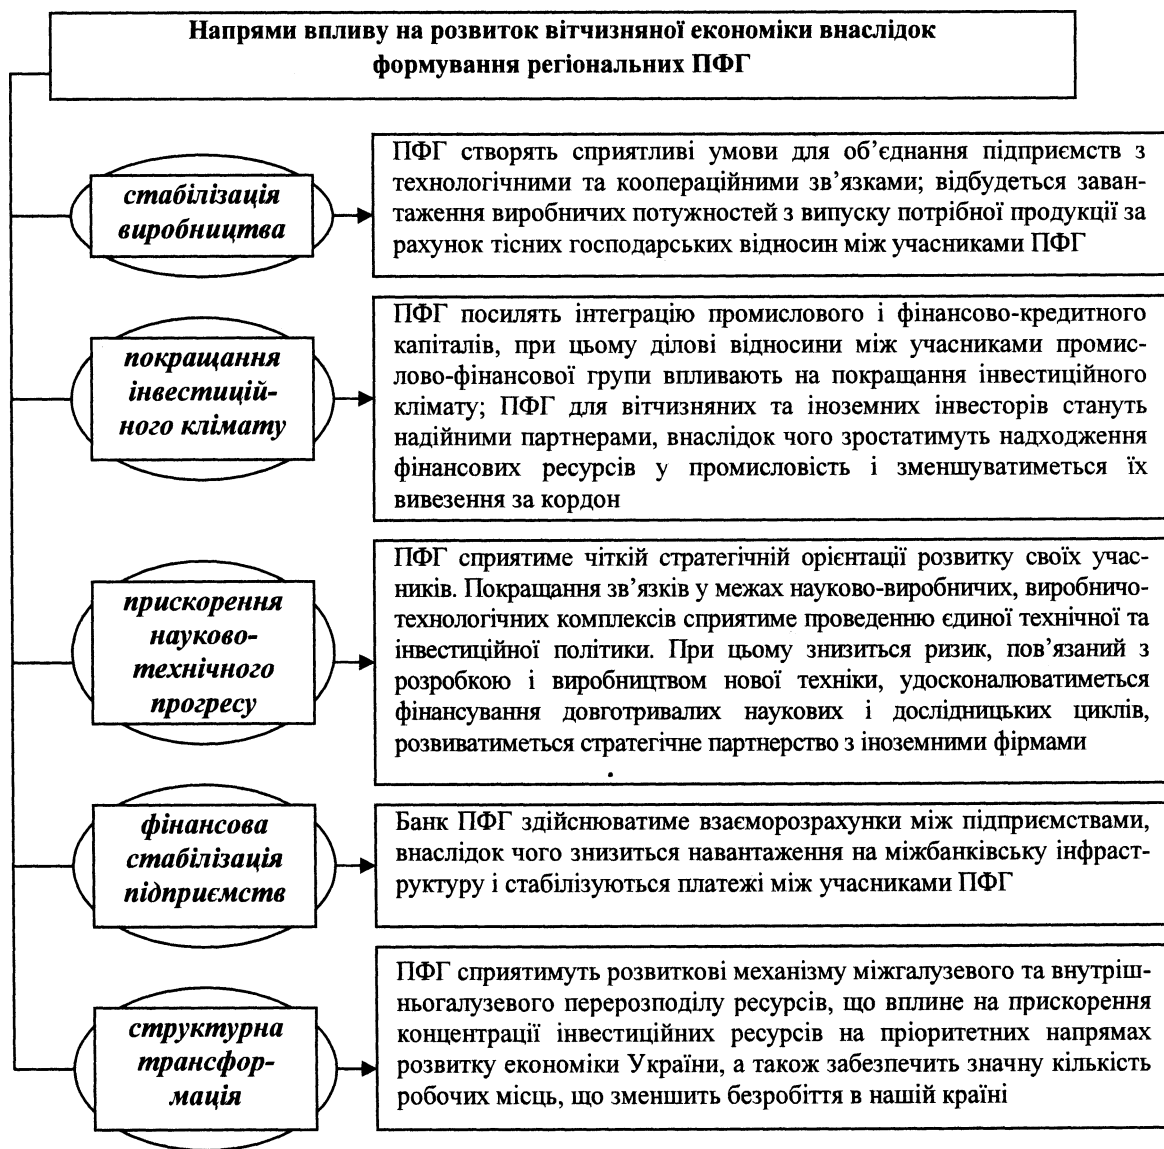 Напрями впливу на розвиток вітчизняної економіки внаслідок
формування регіональних ПФГ
стабілізація
виробництва
ПФГ створять сприятливі умови для об’єднання підприємств з
технологічними та коопераційними зв’язками; відбудеться заван-
таження виробничих потужностей з випуску потрібної продукції за
рахунок тісних господарських відносин між учасниками ПФГ
покращання
інвестицій-
ного клімату
ПФГ посилять інтеграцію промислового і фінансово-кредитного
капіталів, при цьому ділові відносини між учасниками промис-
лово-фінансової групи впливають на покращання інвестиційного
клімату; ПФГ для вітчизняних та іноземних інвесторів стануть
надійними партнерами, внаслідок чого зростатимуть надходження
фінансових ресурсів у промисловість і зменшуватиметься їх
вивезення за кордон
прискорення
науково-
технічного
прогресу
ПФГ сприятиме чіткій стратегічній орієнтації розвитку своїх учас-
ників. Покращання зв’язків у межах науково-виробничих, виробничо-
технологічних комплексів сприятиме проведенню єдиної технічної та
інвестиційної політики. При цьому знизиться ризик, пов’язаний з
розробкою і виробництвом нової техніки, удосконалюватиметься
фінансування довготривалих наукових і дослідницьких циклів,
розвиватиметься стратегічне партнерство з іноземними фірмами
фінансова
стабілізація
підприємств
Банк ПФГ здійснюватиме взаєморозрахунки між підприємствами,
внаслідок чого знизиться навантаження на міжбанківську інфраст-
руктуру і стабілізуються платежі між учасниками ПФГ
структурна
трансфор-
мація
ПФГ сприятимуть розвиткові механізму міжгалузевого та внутріш-
ньогалузевого перерозподілу ресурсів, що вплине на прискорення
концентрації інвестиційних ресурсів на пріоритетних напрямах
розвитку економіки України, а також забезпечить значну кількість
робочих місць, що зменшить безробіття в нашій країні